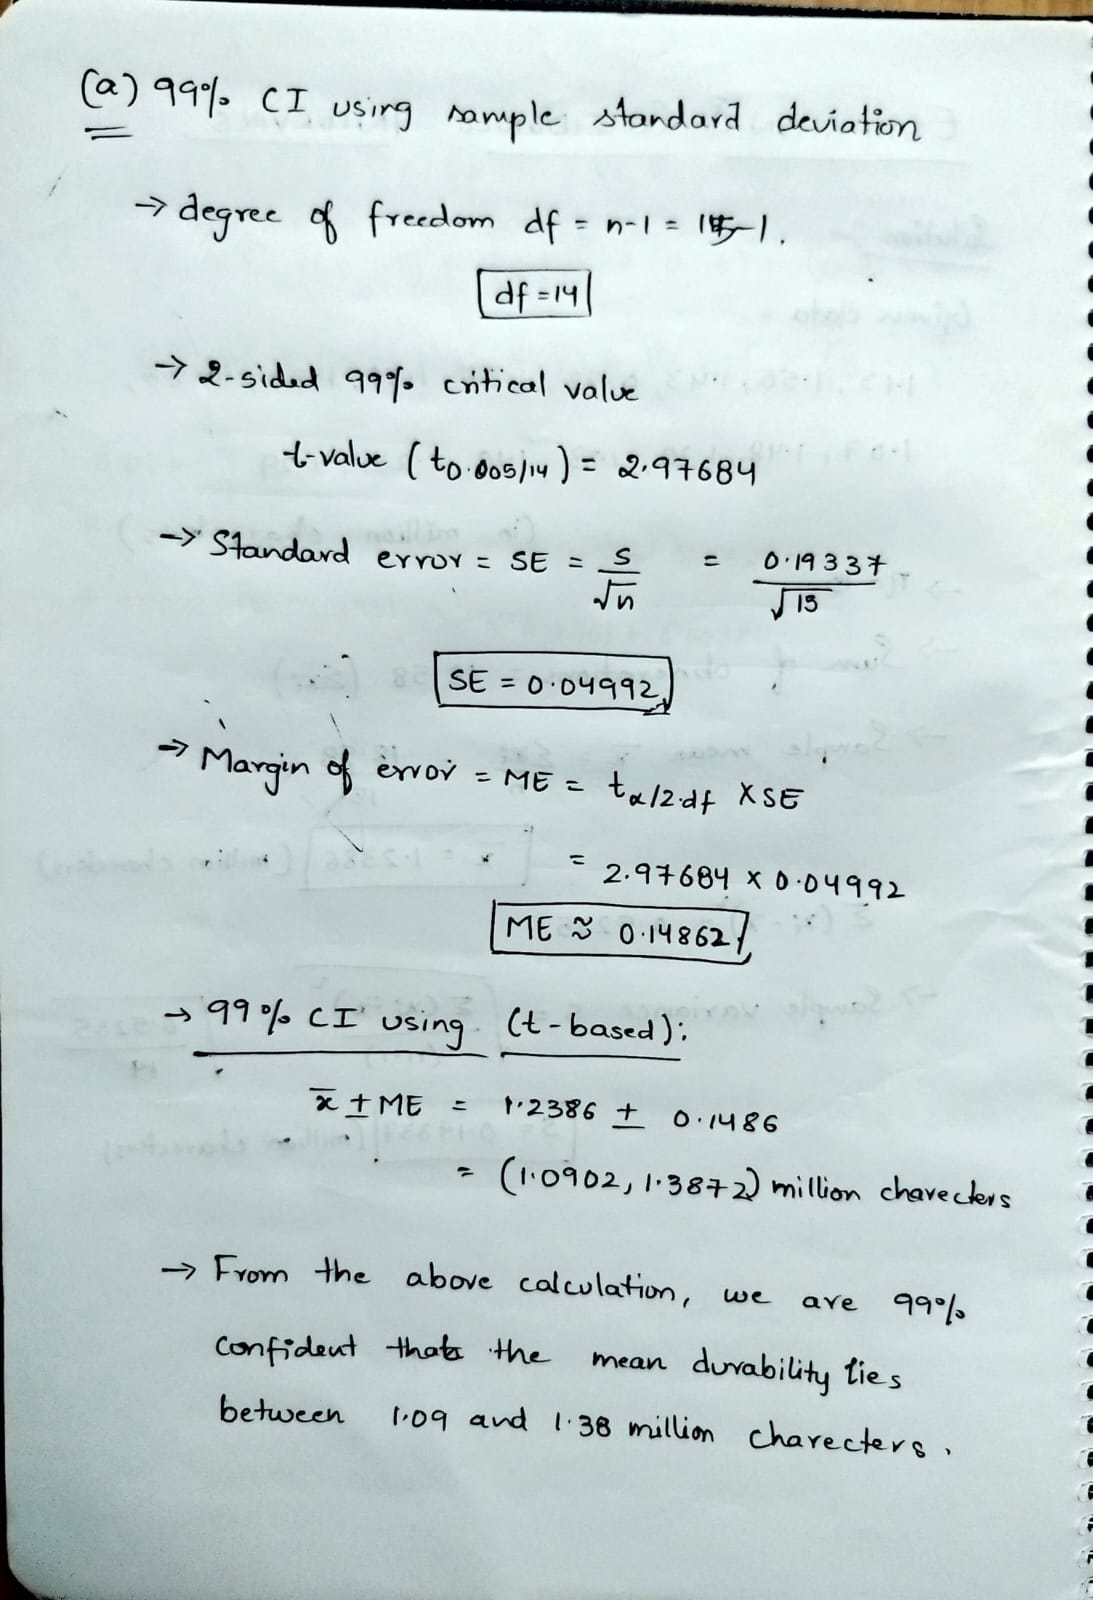 (a) 99% CI using sample standard deviation
→ degree of freedom df = n-1 = 15-1.
df = 14
→ 2-sided 99% critical value
t-value (t0.005/14) = 2.97684
→ Standard error = SE = s/√n = 0.19337/√15
SE = 0.04992
→ Margin of error = ME = tα/2.df X SE
= 2.97684 x 0.04992
ME ≈ 0.14862
→ 99% CI using (t-based):
x̄ ± ME = 1.2386 ± 0.1486
= (1.0902, 1.3872) million charecters
→ From the above calculation, we are 99%
confident that the mean durability lies
between 1.09 and 1.38 million charecters.